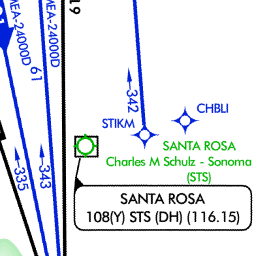 MEA-24000D
MEA-24000D
19
61
342
CHBLI
STIKM
SANTA ROSA
Charles M Schulz - Sonoma
(STS)
335
343
SANTA ROSA
108(Y) STS (DH) (116.15)